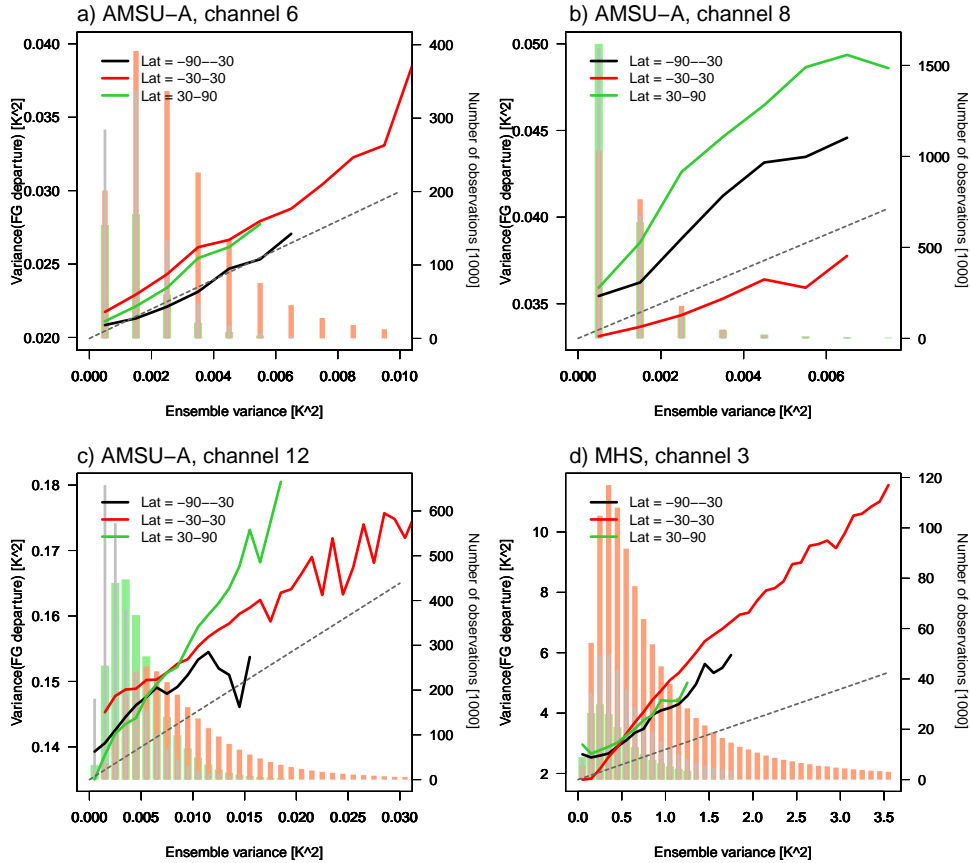 a) AMSU−A, channel 6
Variance(FG departure) [K^2]
0.040
0.035
0.030
0.025
0.020
Lat = −90−−30
Lat = −30−30
Lat = 30−90
400
300
200
100
0
Number of observations [1000]
0.000 0.002 0.004 0.006 0.008 0.010
Ensemble variance [K^2]
b) AMSU−A, channel 8
Variance(FG departure) [K^2]
0.050
0.045
0.040
0.035
Lat = −90−−30
Lat = −30−30
Lat = 30−90
1500
1000
500
0
Number of observations [1000]
0.000 0.002 0.004 0.006
Ensemble variance [K^2]
c) AMSU−A, channel 12
Variance(FG departure) [K^2]
0.18
0.17
0.16
0.15
0.14
Lat = −90−−30
Lat = −30−30
Lat = 30−90
600
500
400
300
200
100
0
Number of observations [1000]
0.000 0.005 0.010 0.015 0.020 0.025 0.030
Ensemble variance [K^2]
d) MHS, channel 3
Variance(FG departure) [K^2]
10
8
6
4
2
Lat = −90−−30
Lat = −30−30
Lat = 30−90
120
100
80
60
40
20
0
Number of observations [1000]
0.0 0.5 1.0 1.5 2.0 2.5 3.0 3.5
Ensemble variance [K^2]